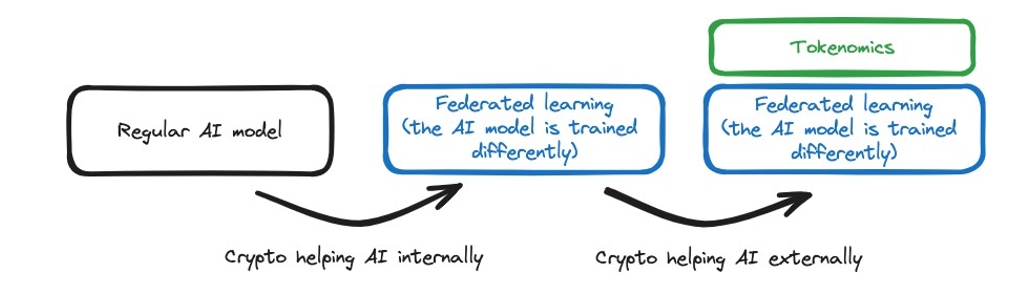 Tokenomics
Regular AI model
Federated learning
(the AI model is trained
differently)
Federated learning
(the AI model is trained
differently)
Crypto helping AI internally
Crypto helping AI externally